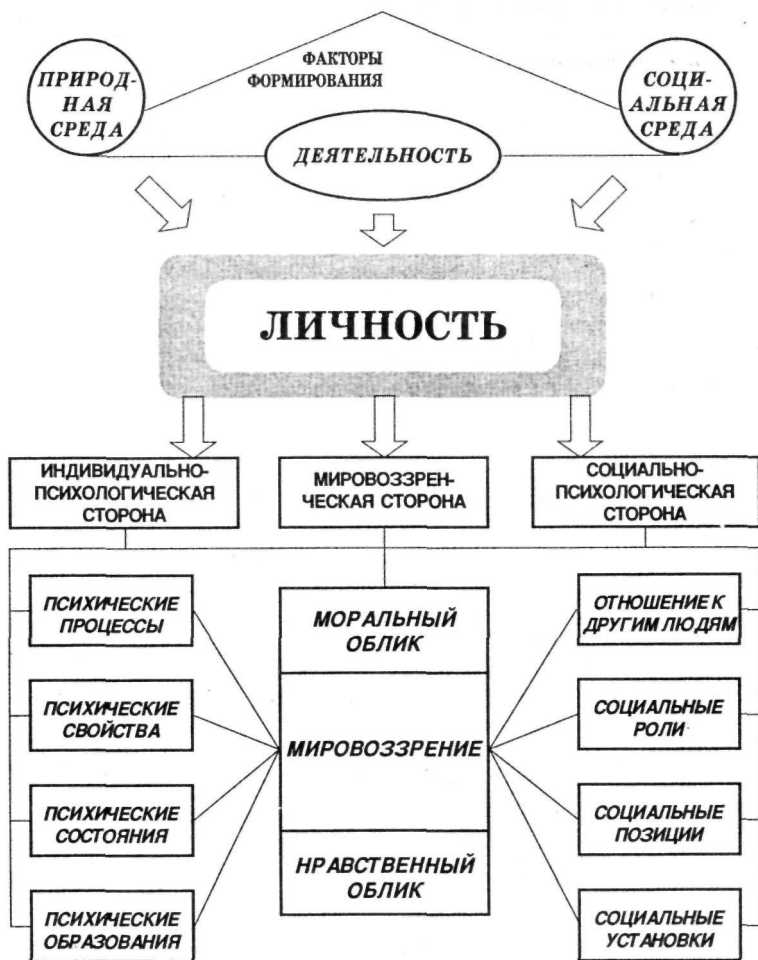 ФАКТОРЫ
ФОРМИРОВАНИЯ
ПРИРОД-
НАЯ
СРЕДА
СОЦИ-
АЛЬНАЯ
СРЕДА
ДЕЯТЕЛЬНОСТЬ
ЛИЧНОСТЬ
ИНДИВИДУАЛЬНО-
ПСИХОЛОГИЧЕСКАЯ
СТОРОНА
МИРОВОЗЗРЕН-
ЧЕСКАЯ СТОРОНА
СОЦИАЛЬНО-
ПСИХОЛОГИЧЕСКАЯ
СТОРОНА
ПСИХИЧЕСКИЕ
ПРОЦЕССЫ
ПСИХИЧЕСКИЕ
СВОЙСТВА
ПСИХИЧЕСКИЕ
СОСТОЯНИЯ
ПСИХИЧЕСКИЕ
ОБРАЗОВАНИЯ
МОРАЛЬНЫЙ
ОБЛИК
МИРОВОЗЗРЕНИЕ
НРАВСТВЕННЫЙ
ОБЛИК
ОТНОШЕНИЕ К
ДРУГИМ ЛЮДЯМ
СОЦИАЛЬНЫЕ
РОЛИ
СОЦИАЛЬНЫЕ
ПОЗИЦИИ
СОЦИАЛЬНЫЕ
УСТАНОВКИ